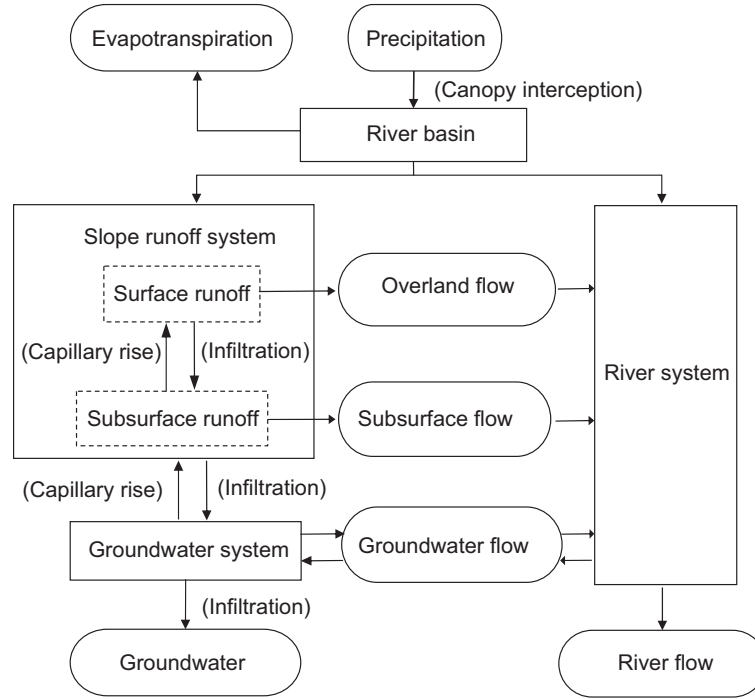 Evapotranspiration
Precipitation
(Canopy interception)
River basin
Slope runoff system
Surface runoff
Overland flow
(Capillary rise)
(Infiltration)
River system
Subsurface runoff
Subsurface flow
(Capillary rise)
(Infiltration)
Groundwater system
Groundwater flow
(Infiltration)
Groundwater
River flow